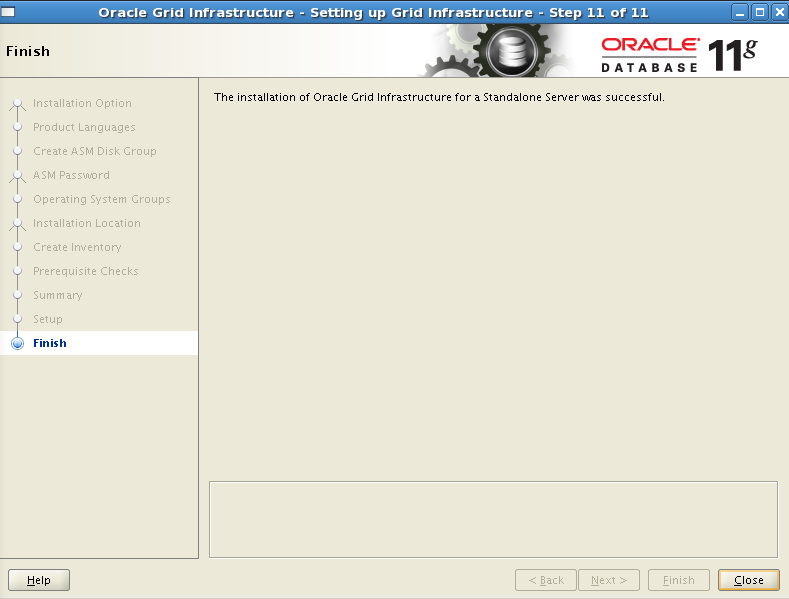 Oracle Grid Infrastructure - Setting up Grid Infrastructure - Step 11 of 11
Finish
ORACLE®
DATABASE 11g
Installation Option
Product Languages
Create ASM Disk Group
ASM Password
Operating System Groups
Installation Location
Create Inventory
Prerequisite Checks
Summary
Setup
Finish
The installation of Oracle Grid Infrastructure for a Standalone Server was successful.
Help
< Back
Next >
Finish
Close